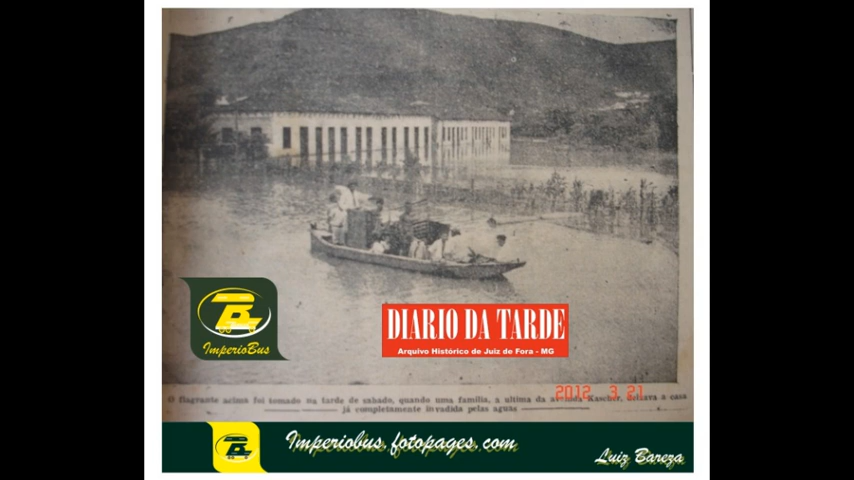 ImperioBus
DIARIO DA TARDE
Arquivo Histórico de Juiz de Fora - MG
2012 3 21
O flagrante acima foi tomado na tarde de sabado, quando uma familia, a ultima da avenida Kascher, deixava a casa
já completamente invadida pelas aguas
Imperiobus.fotopages.com
Luiz Bareza